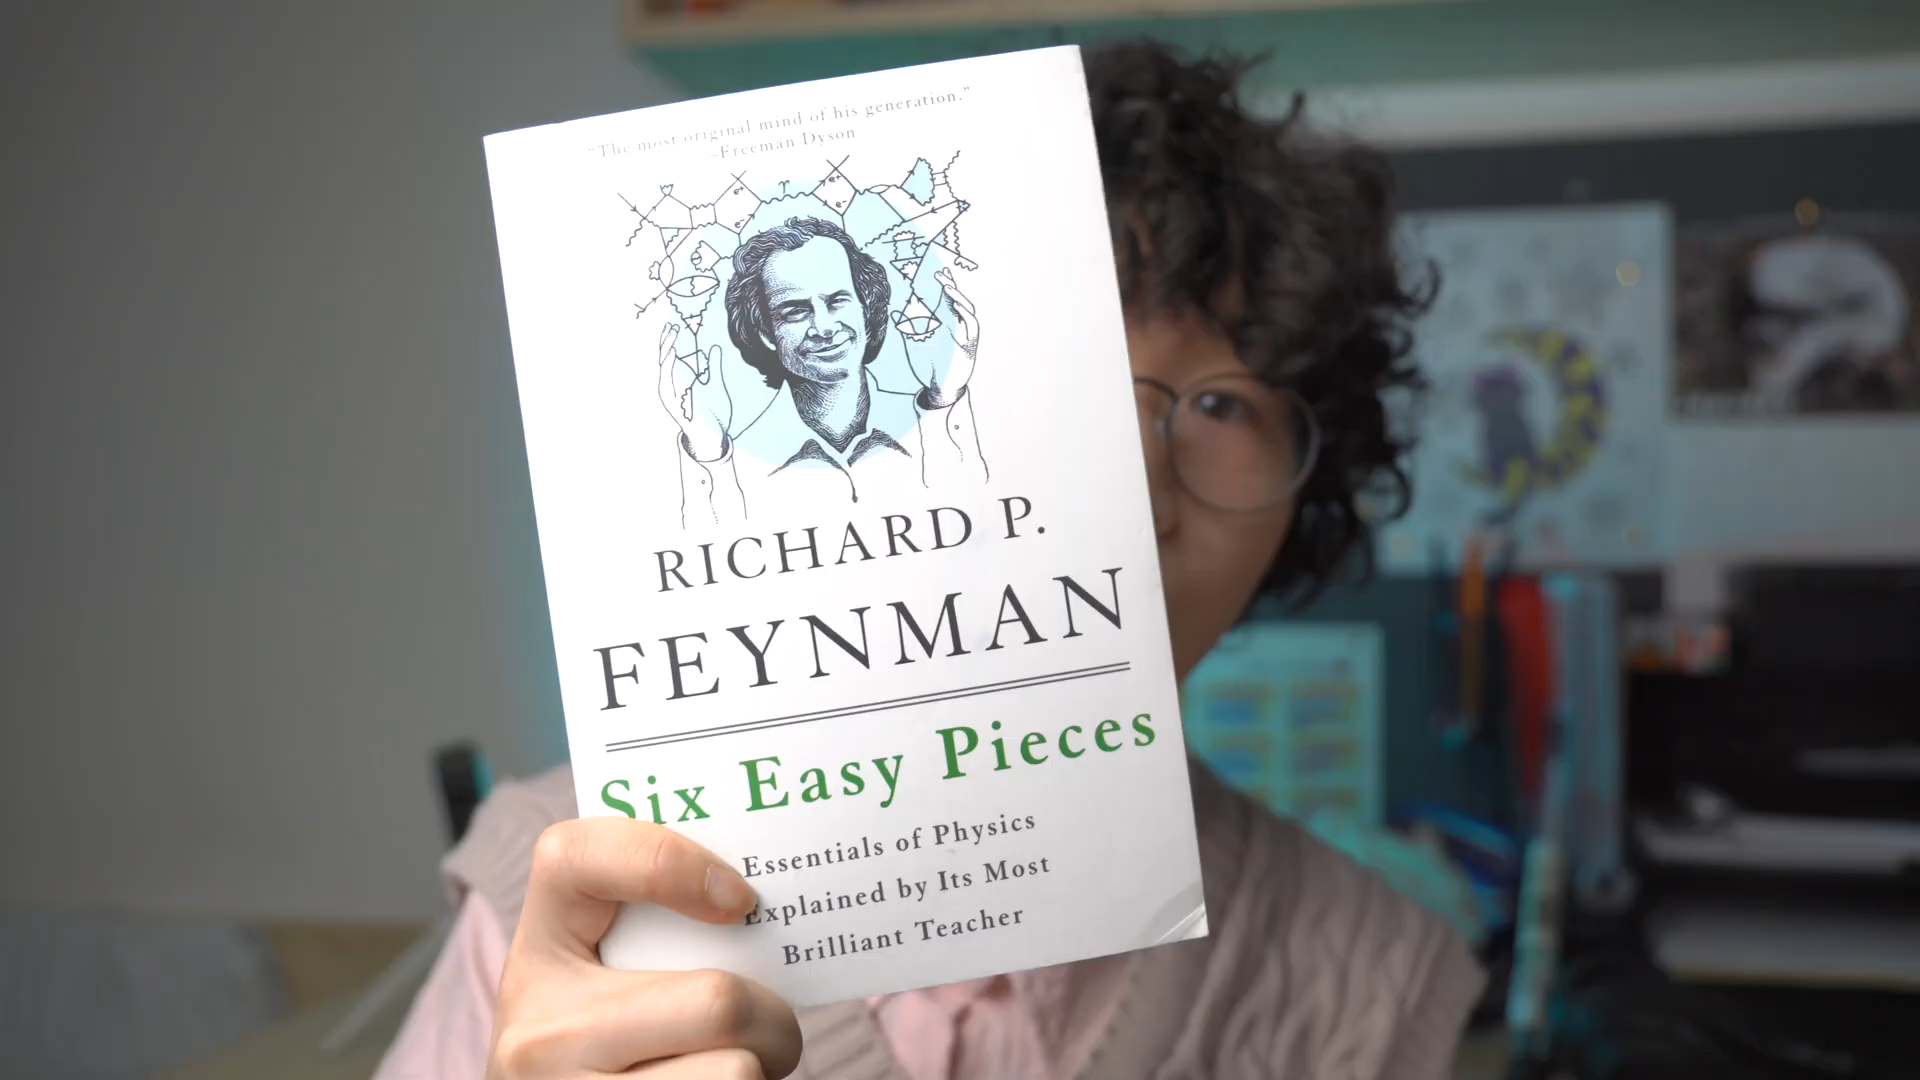 "The most original mind of his generation."
–Freeman Dyson
RICHARD P.
FEYNMAN
Six Easy Pieces
Essentials of Physics
Explained by Its Most
Brilliant Teacher